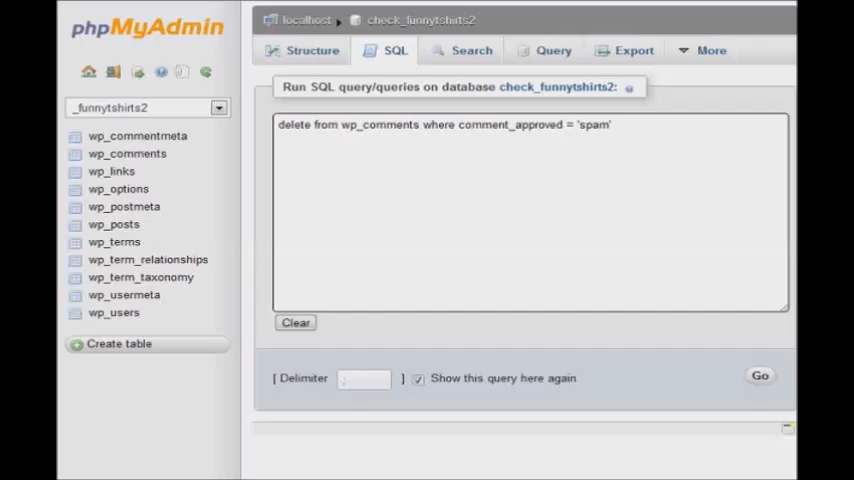 phpMyAdmin
localhost
check_funnytshirts2
Structure
SQL
Search
Query
Export
More
Run SQL query/queries on database check_funnytshirts2:
_funnytshirts2
delete from wp_comments where comment_approved = 'spam'
wp_commentmeta
wp_comments
wp_links
wp_options
wp_postmeta
wp_posts
wp_terms
wp_term_relationships
wp_term_taxonomy
wp_usermeta
wp_users
Create table
Clear
[ Delimiter ; ] Show this query here again
Go